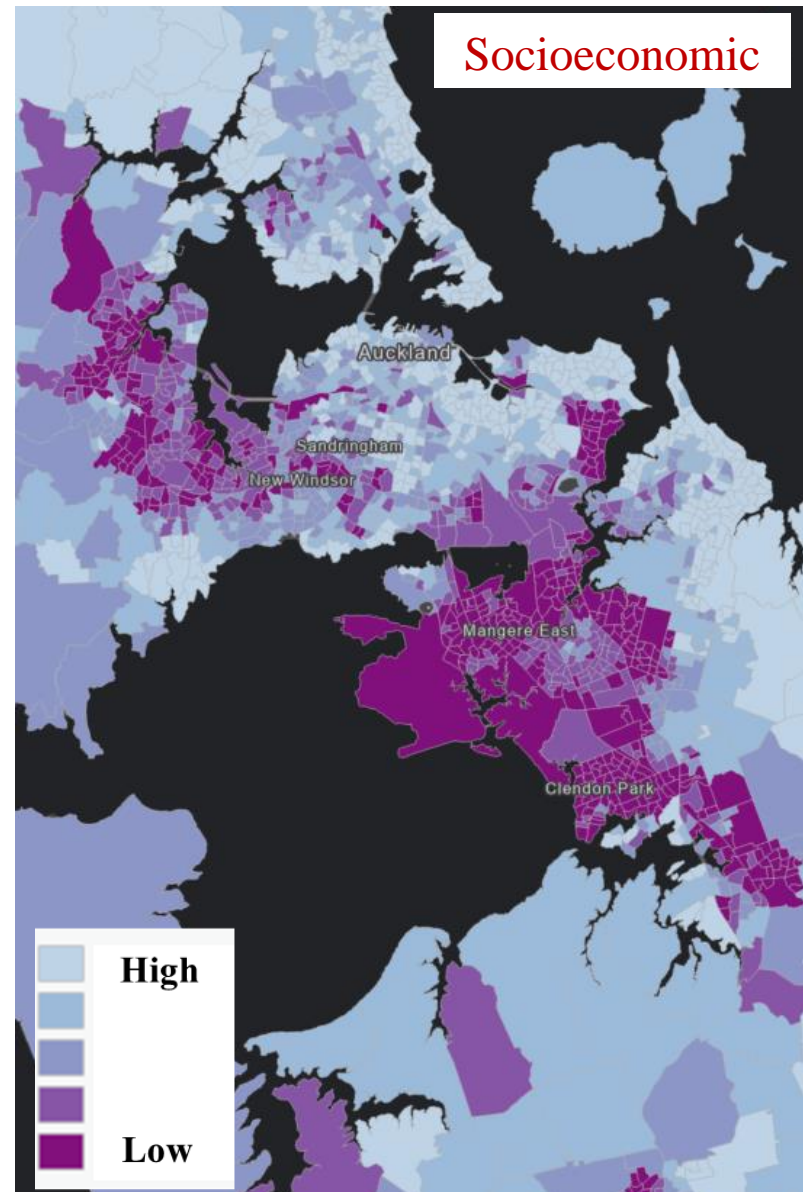 Socioeconomic
Auckland
Sandringham
New Windsor
Mangere East
Clendon Park
High
Low